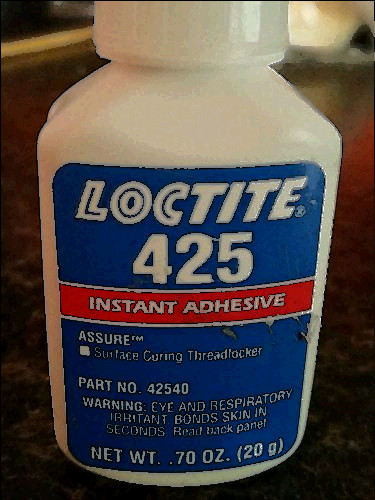 LOCTITE®
425
INSTANT ADHESIVE
ASSURE™
Surface Curing Threadlocker
PART NO. 42540
WARNING: EYE AND RESPIRATORY
IRRITANT. BONDS SKIN IN
SECONDS. Read back panel
NET WT. .70 OZ. (20 g)